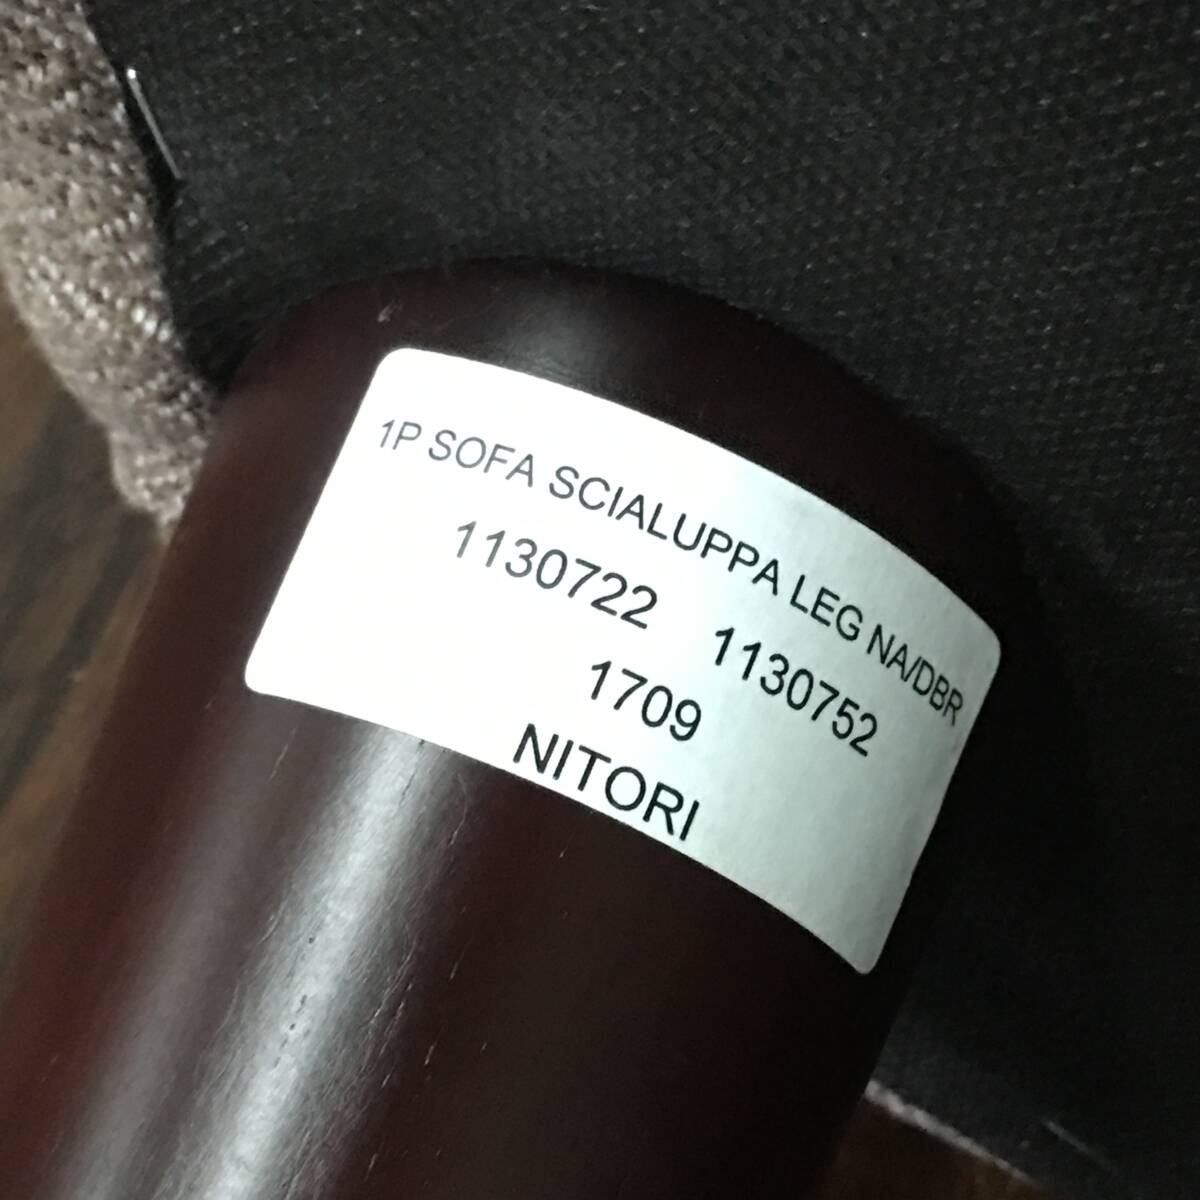 1P SOFA SCIALUPPA LEG NA/DBR
1130722 1130752
1709
NITORI